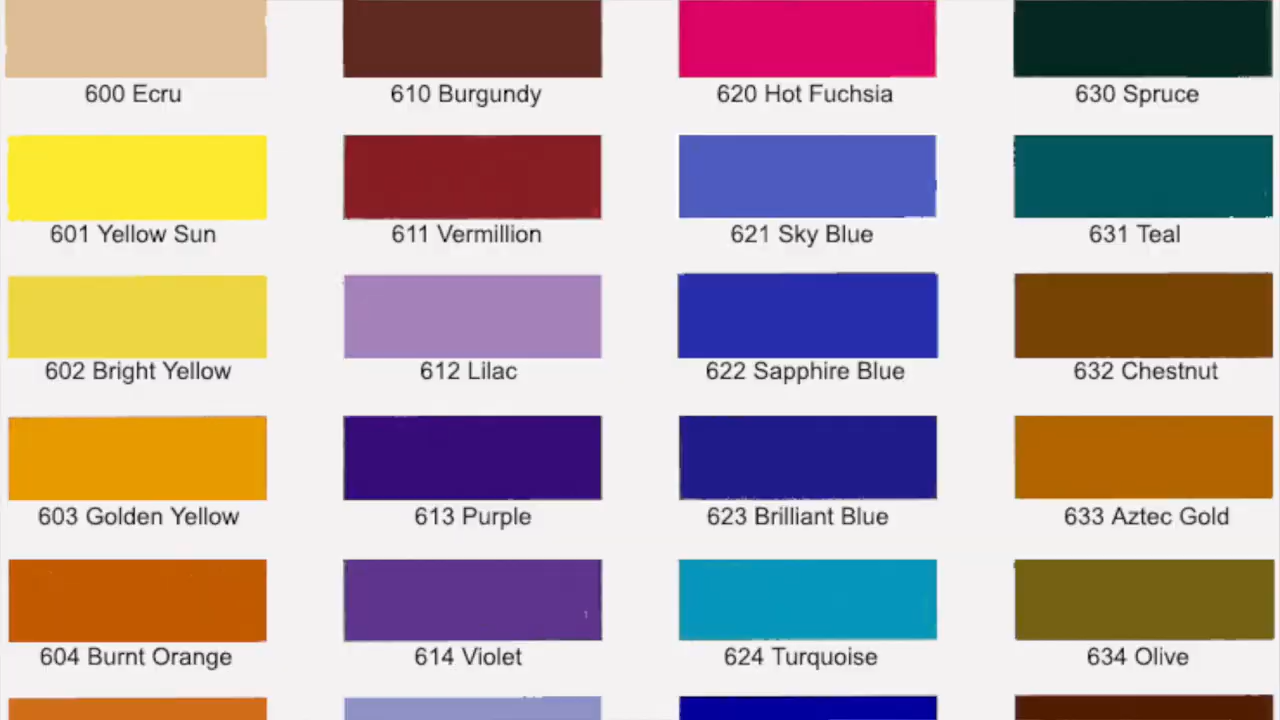 600 Ecru
610 Burgundy
620 Hot Fuchsia
630 Spruce
601 Yellow Sun
611 Vermillion
621 Sky Blue
631 Teal
602 Bright Yellow
612 Lilac
622 Sapphire Blue
632 Chestnut
603 Golden Yellow
613 Purple
623 Brilliant Blue
633 Aztec Gold
604 Burnt Orange
614 Violet
624 Turquoise
634 Olive